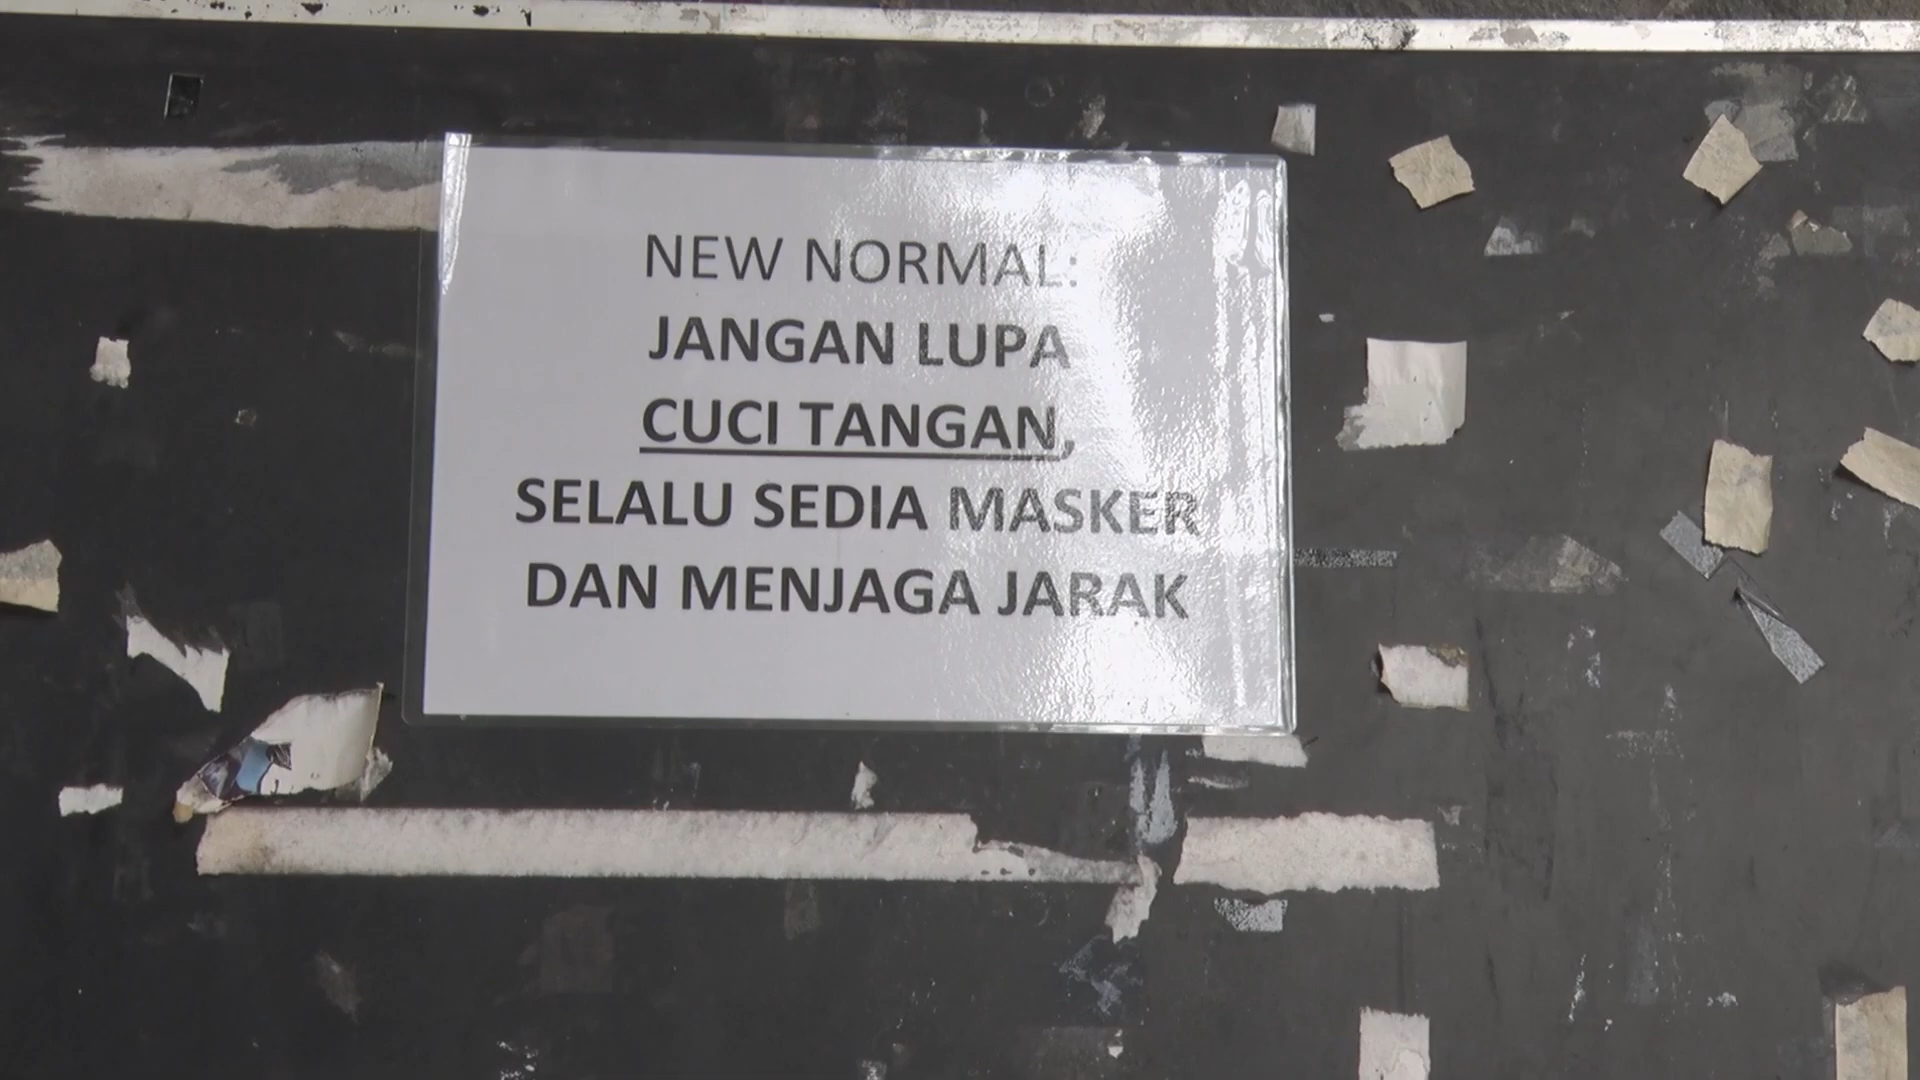 NEW NORMAL:
JANGAN LUPA
CUCI TANGAN,
SELALU SEDIA MASKER
DAN MENJAGA JARAK